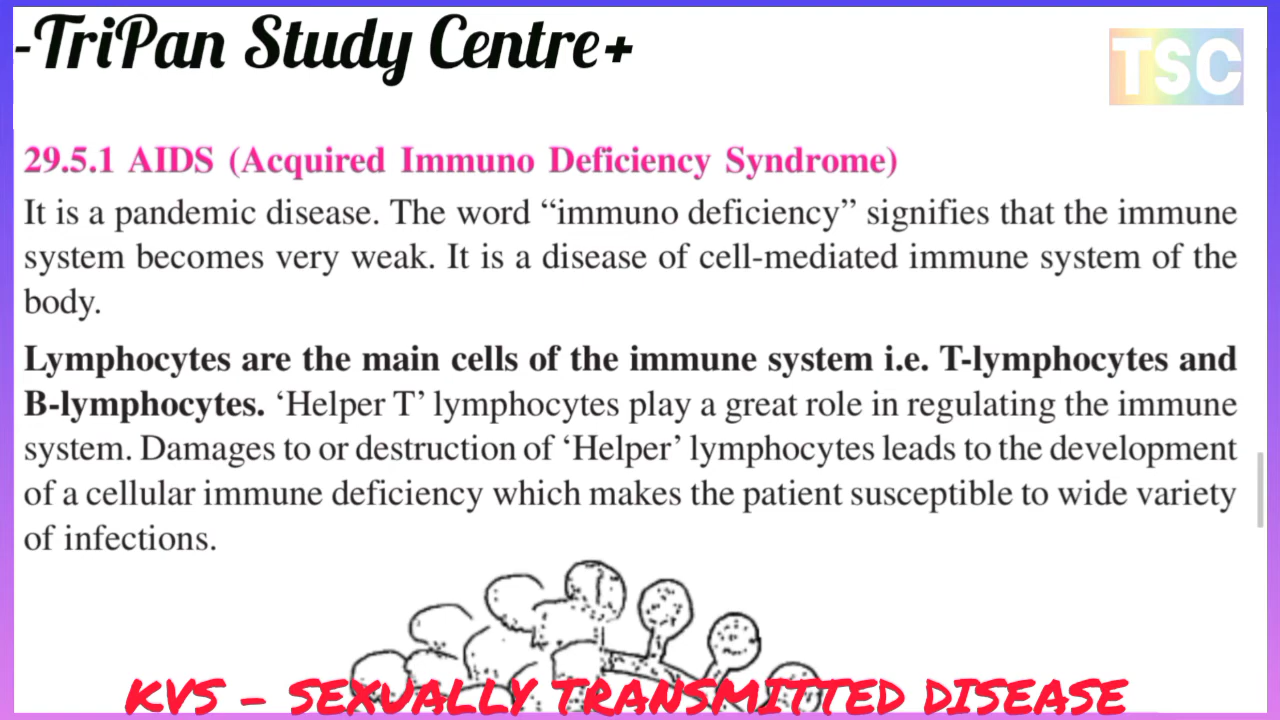 -TriPan Study Centre+
TSC
29.5.1 AIDS (Acquired Immuno Deficiency Syndrome)
It is a pandemic disease. The word “immuno deficiency” signifies that the immune
system becomes very weak. It is a disease of cell-mediated immune system of the
body.
Lymphocytes are the main cells of the immune system i.e. T-lymphocytes and
B-lymphocytes. ‘Helper T’ lymphocytes play a great role in regulating the immune
system. Damages to or destruction of ‘Helper’ lymphocytes leads to the development
of a cellular immune deficiency which makes the patient susceptible to wide variety
of infections.
KVS - SEXUALLY TRANSMITTED DISEASE